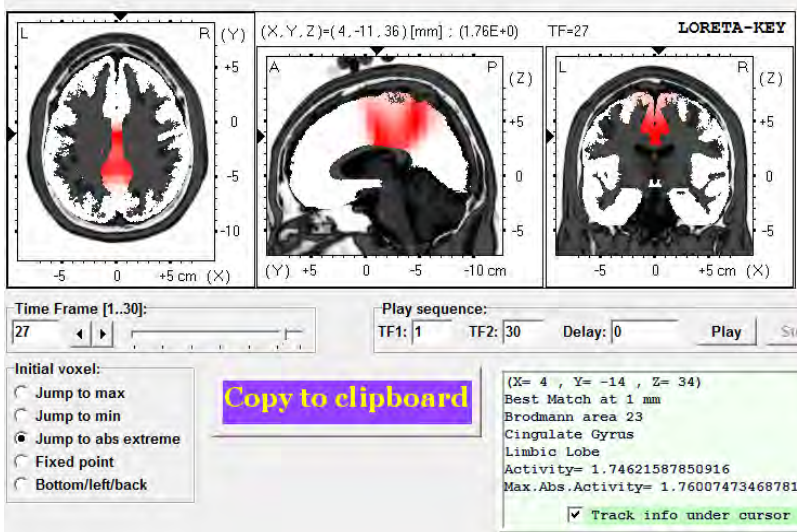 L R (Y) (X, Y, Z)=( 4, -11, 36) [mm] ; (1.76E+0) TF=27 LORETA-KEY
A P (Z) L R (Z)
+5 +5 +5
0 0 0
-5 -5 -5
-10
-5 0 +5 cm (X) (Y) +5 0 -5 -10 cm -5 0 +5 cm (X)
Time Frame [1..30]:
27
Play sequence:
TF1: 1 TF2: 30 Delay: 0 Play
Initial voxel:
Jump to max
Jump to min
Jump to abs extreme
Fixed point
Bottom/left/back
Copy to clipboard
(X= 4 , Y= -14 , Z= 34)
Best Match at 1 mm
Brodmann area 23
Cingulate Gyrus
Limbic Lobe
Activity= 1.74621587850916
Max.Abs.Activity= 1.76007473468781
Track info under cursor